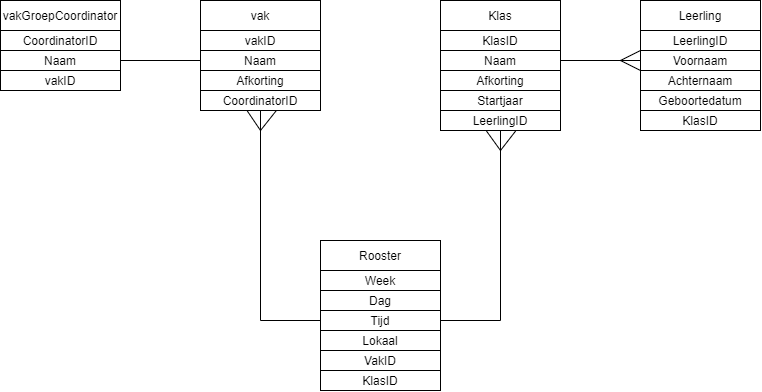 vakGroepCoordinator
CoordinatorID
Naam
vakID
vak
vakID
Naam
Afkorting
CoordinatorID
Klas
KlasID
Naam
Afkorting
Startjaar
LeerlingID
Leerling
LeerlingID
Voornaam
Achternaam
Geboortedatum
KlasID
Rooster
Week
Dag
Tijd
Lokaal
VakID
KlasID